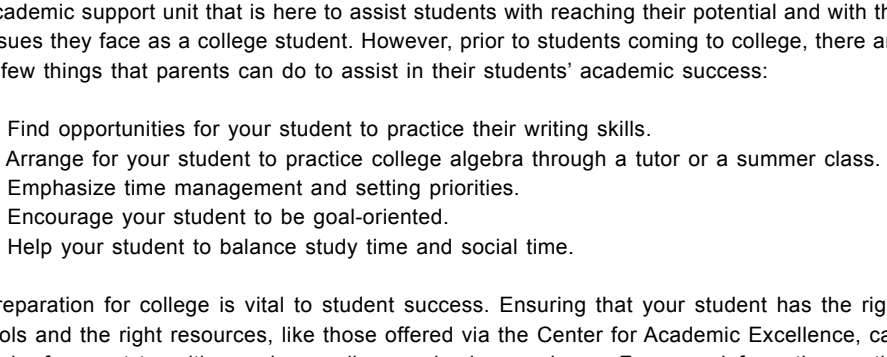 cademic support unit that is here to assist students with reaching their potential and with th
sues they face as a college student. However, prior to students coming to college, there ar
few things that parents can do to assist in their students' academic success:
Find opportunities for your student to practice their writing skills.
Arrange for your student to practice college algebra through a tutor or a summer class.
Emphasize time management and setting priorities.
Encourage your student to be goal-oriented.
Help your student to balance study time and social time.
reparation for college is vital to student success. Ensuring that your student has the rig
ols and the right resources, like those offered via the Center for Academic Excellence, ca